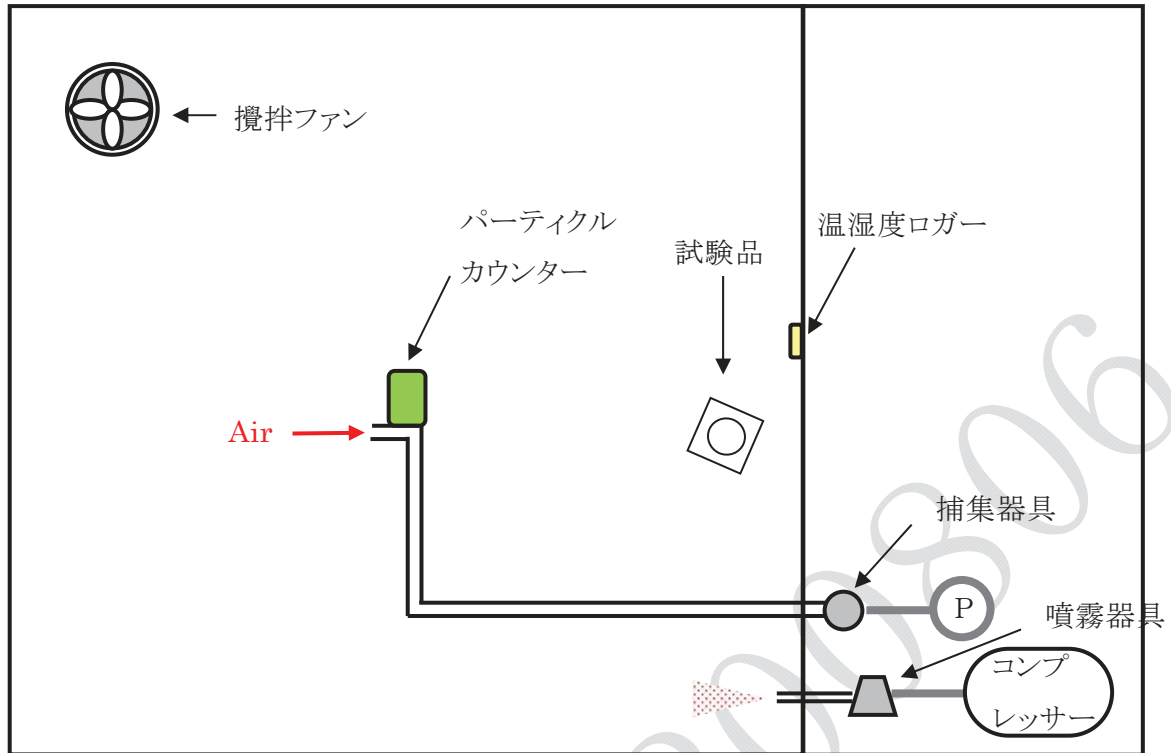 攪拌ファン
パーティクル
カウンター
試験品
温湿度ロガー
Air
捕集器具
P
噴霧器具
コンプ
レッサー
00806